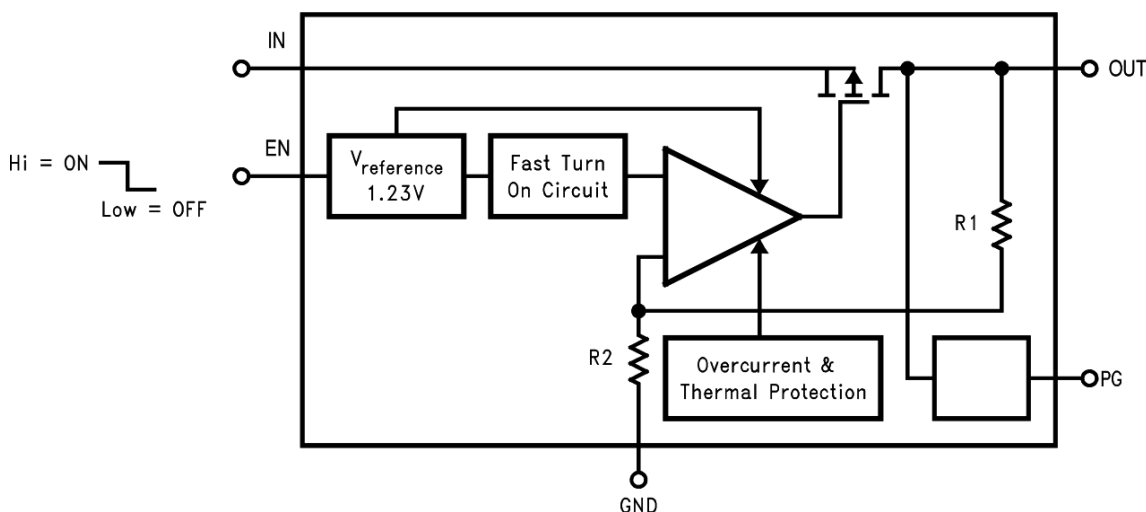 IN
OUT
EN
Hi = ON
Low = OFF
Vreference
1.23V
Fast Turn
On Circuit
R1
R2
Overcurrent &
Thermal Protection
PG
GND